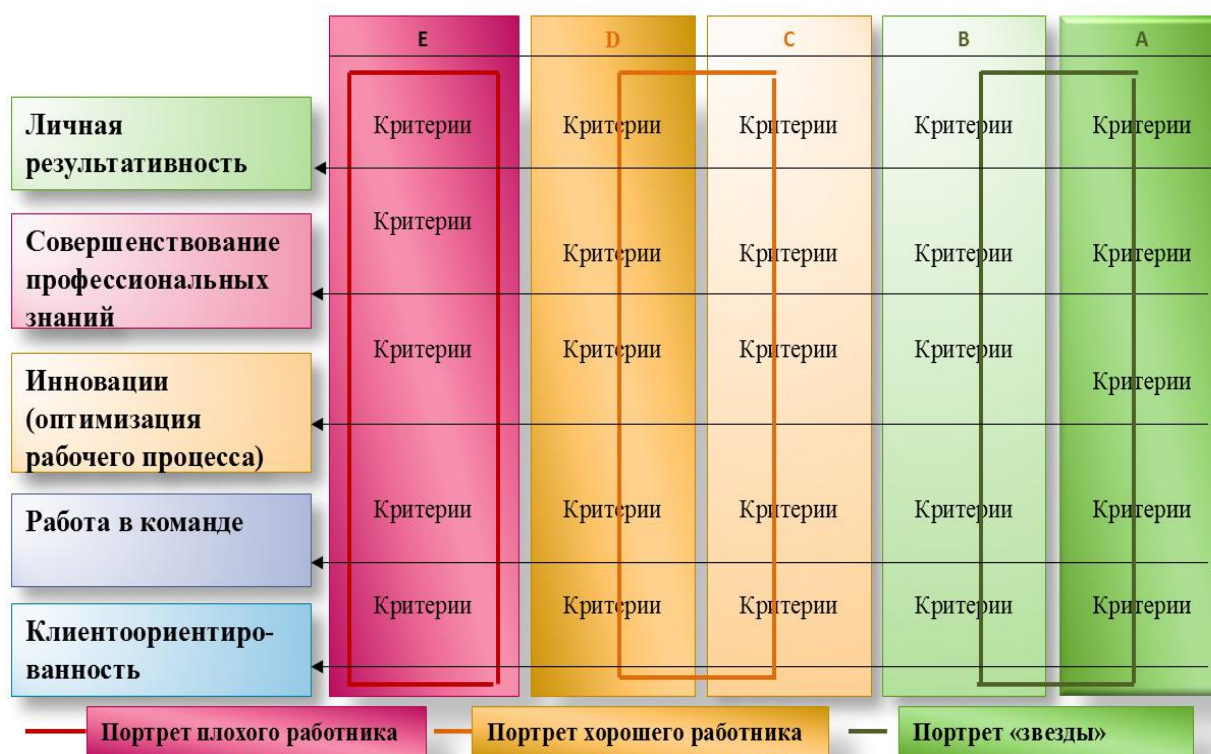 E D C B A
Личная
результативность
Критерии Критерии Критерии Критерии Критерии
Совершенствование
профессиональных
знаний
Критерии Критерии Критерии Критерии Критерии
Инновации
(оптимизация
рабочего процесса)
Критерии Критерии Критерии Критерии Критерии
Работа в команде
Критерии Критерии Критерии Критерии Критерии
Клиентоориентиро-
ванность
Критерии Критерии Критерии Критерии Критерии
Портрет плохого работника Портрет хорошего работника Портрет «звезды»